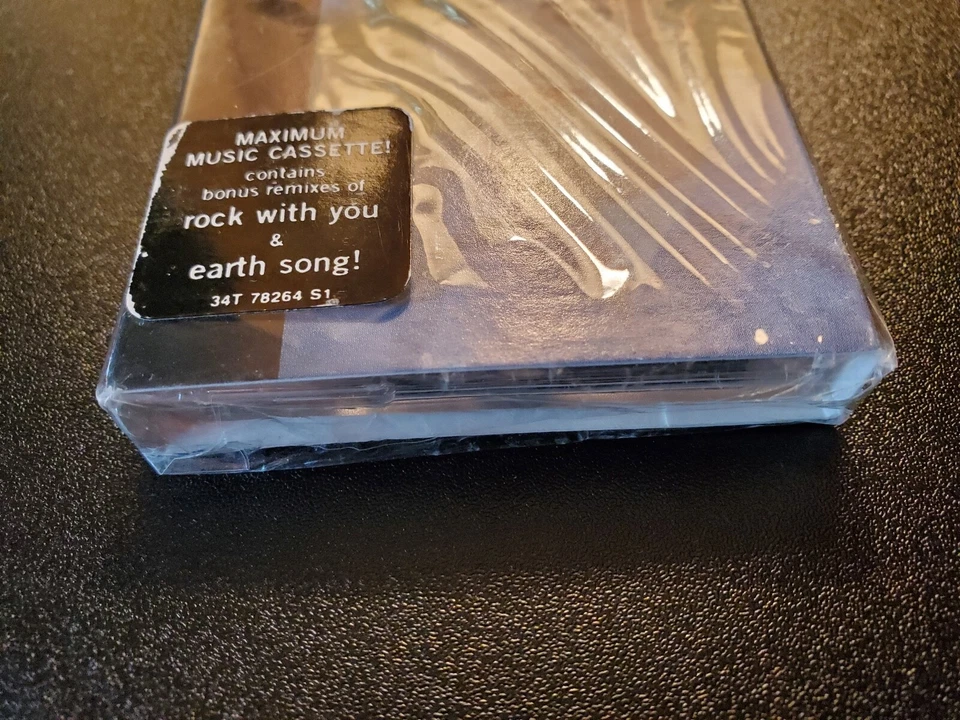 MAXIMUM
MUSIC CASSETTE!
contains
bonus remixes of
rock with you
&
earth song!
34T 78264 S1